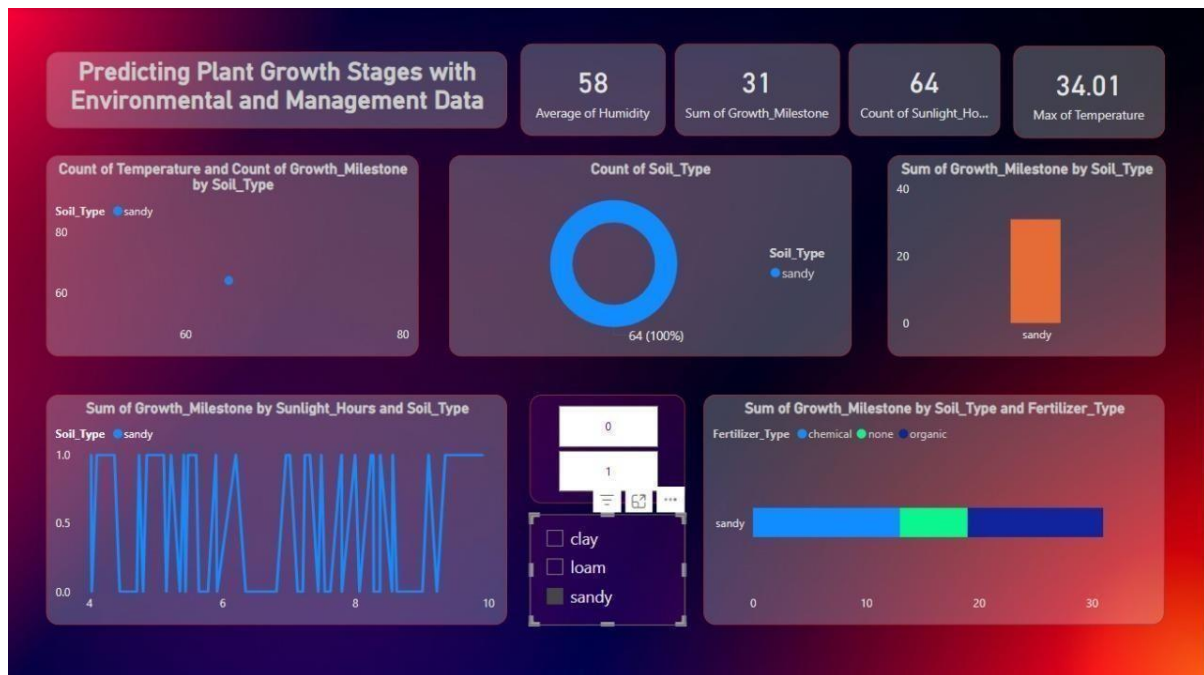 Predicting Plant Growth Stages with
Environmental and Management Data
58
Average of Humidity
31
Sum of Growth_Milestone
64
Count of Sunlight_Ho...
34.01
Max of Temperature
Count of Temperature and Count of Growth_Milestone
by Soil_Type
Soil_Type sandy
80
60
60 80
Count of Soil_Type
Soil_Type
sandy
64 (100%)
Sum of Growth_Milestone by Soil_Type
40
20
0
sandy
Sum of Growth_Milestone by Sunlight_Hours and Soil_Type
Soil_Type sandy
1.0
0.5
0.0
4 6 8 10
0
1
clay
loam
sandy
Sum of Growth_Milestone by Soil_Type and Fertilizer_Type
Fertilizer_Type chemical none organic
sandy
0 10 20 30